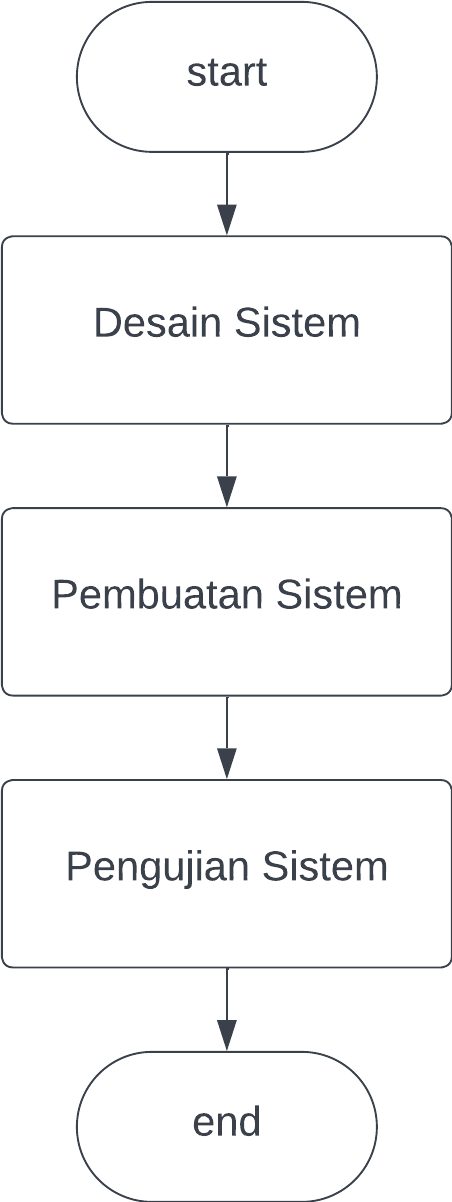 start
Desain Sistem
Pembuatan Sistem
Pengujian Sistem
end